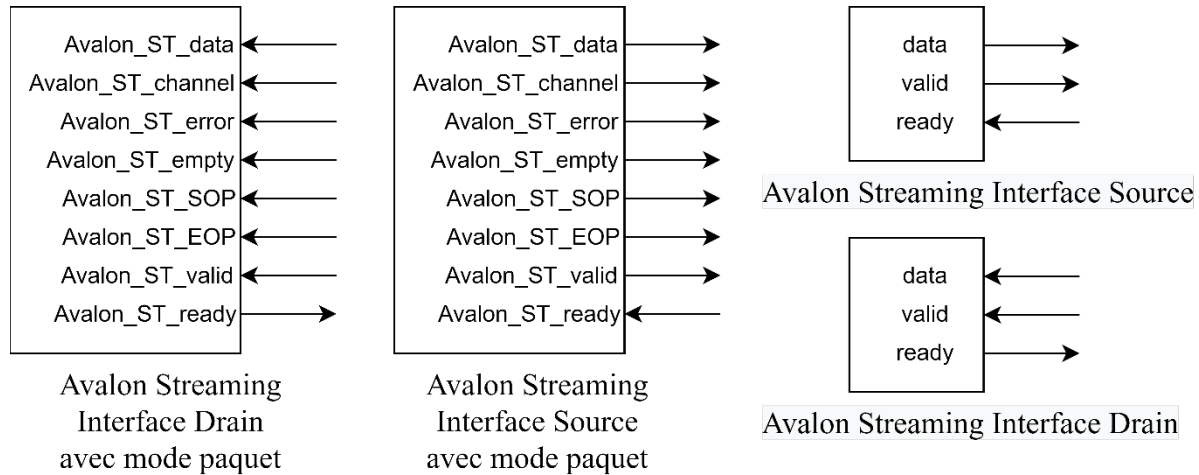 Avalon_ST_data
Avalon_ST_channel
Avalon_ST_error
Avalon_ST_empty
Avalon_ST_SOP
Avalon_ST_EOP
Avalon_ST_valid
Avalon_ST_ready
Avalon Streaming
Interface Drain
avec mode paquet
Avalon_ST_data
Avalon_ST_channel
Avalon_ST_error
Avalon_ST_empty
Avalon_ST_SOP
Avalon_ST_EOP
Avalon_ST_valid
Avalon_ST_ready
Avalon Streaming
Interface Source
avec mode paquet
data
valid
ready
Avalon Streaming Interface Source
data
valid
ready
Avalon Streaming Interface Drain